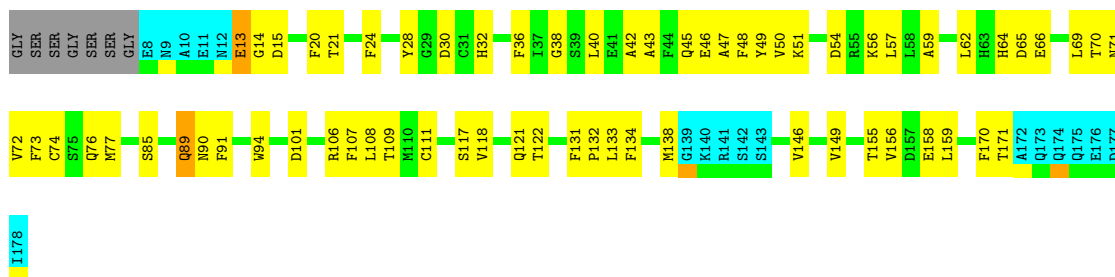 GLY SER SER GLY SER SER GLY E8 N9 A10 E11 N12 E13 G14 D15 F20 T21 F24 Y28 G29 D30 C31 H32 F36 I37 G38 S39 L40 E41 A42 A43 F44 Q45 E46 A47 F48 Y49 V50 K51 D54 R55 K56 L57 L58 A59 L62 H63 H64 D65 E66 L69 T70 N71
V72 F73 C74 S75 Q76 M77 S85 Q89 N90 F91 W94 D101 R106 F107 L108 T109 M110 C111 S117 V118 Q121 T122 F131 P132 L133 F134 M138 G139 K140 R141 S142 S143 V146 V149 T155 V156 D157 E158 L159 F170 T171 A172 Q173 Q174 Q175 E176 D177
I178